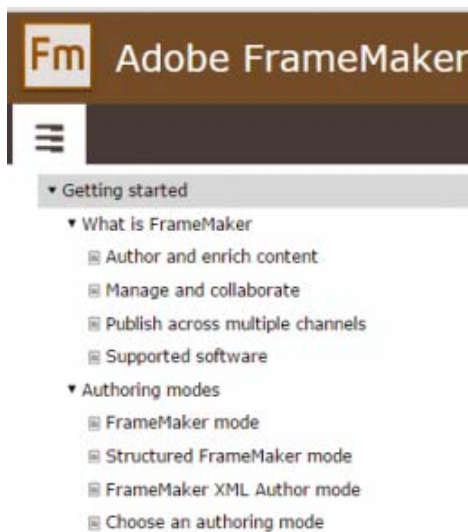 Fm Adobe FrameMaker
Getting started
What is FrameMaker
Author and enrich content
Manage and collaborate
Publish across multiple channels
Supported software
Authoring modes
FrameMaker mode
Structured FrameMaker mode
FrameMaker XML Author mode
Choose an authoring mode